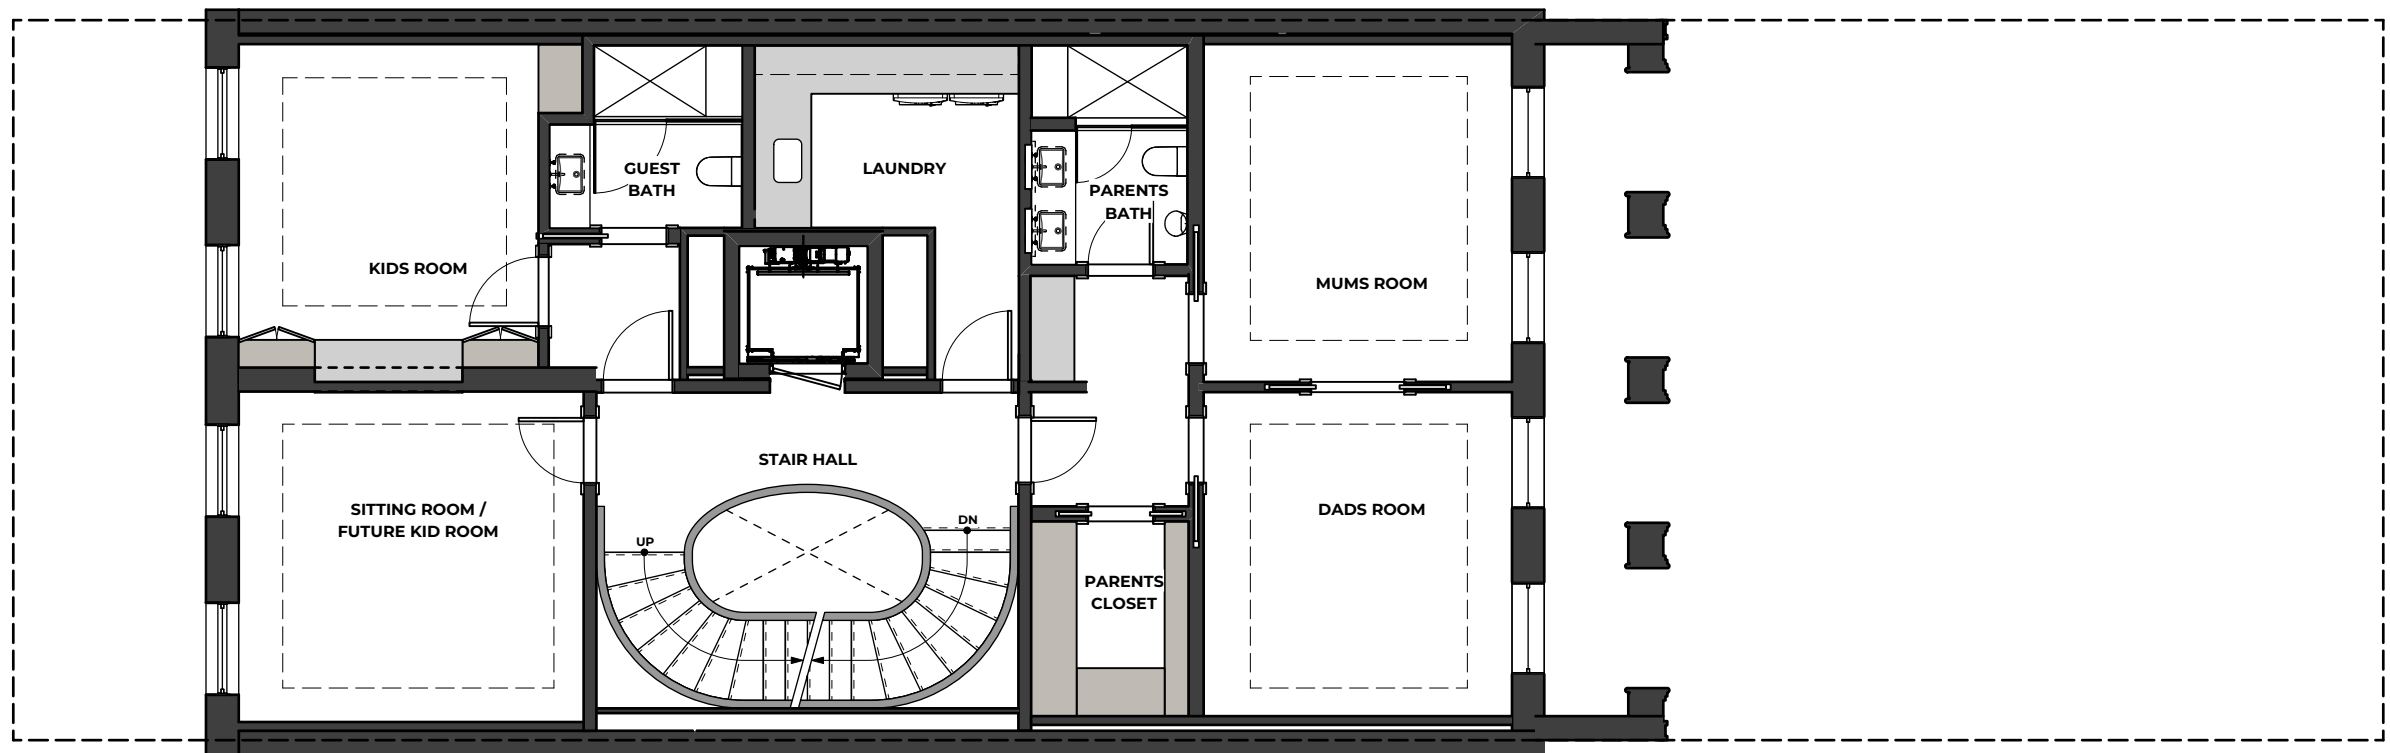 GUEST
BATH
LAUNDRY
PARENTS
BATH
KIDS ROOM
MUMS ROOM
STAIR HALL
SITTING ROOM /
FUTURE KID ROOM
DADS ROOM
UP
DN
PARENTS
CLOSET